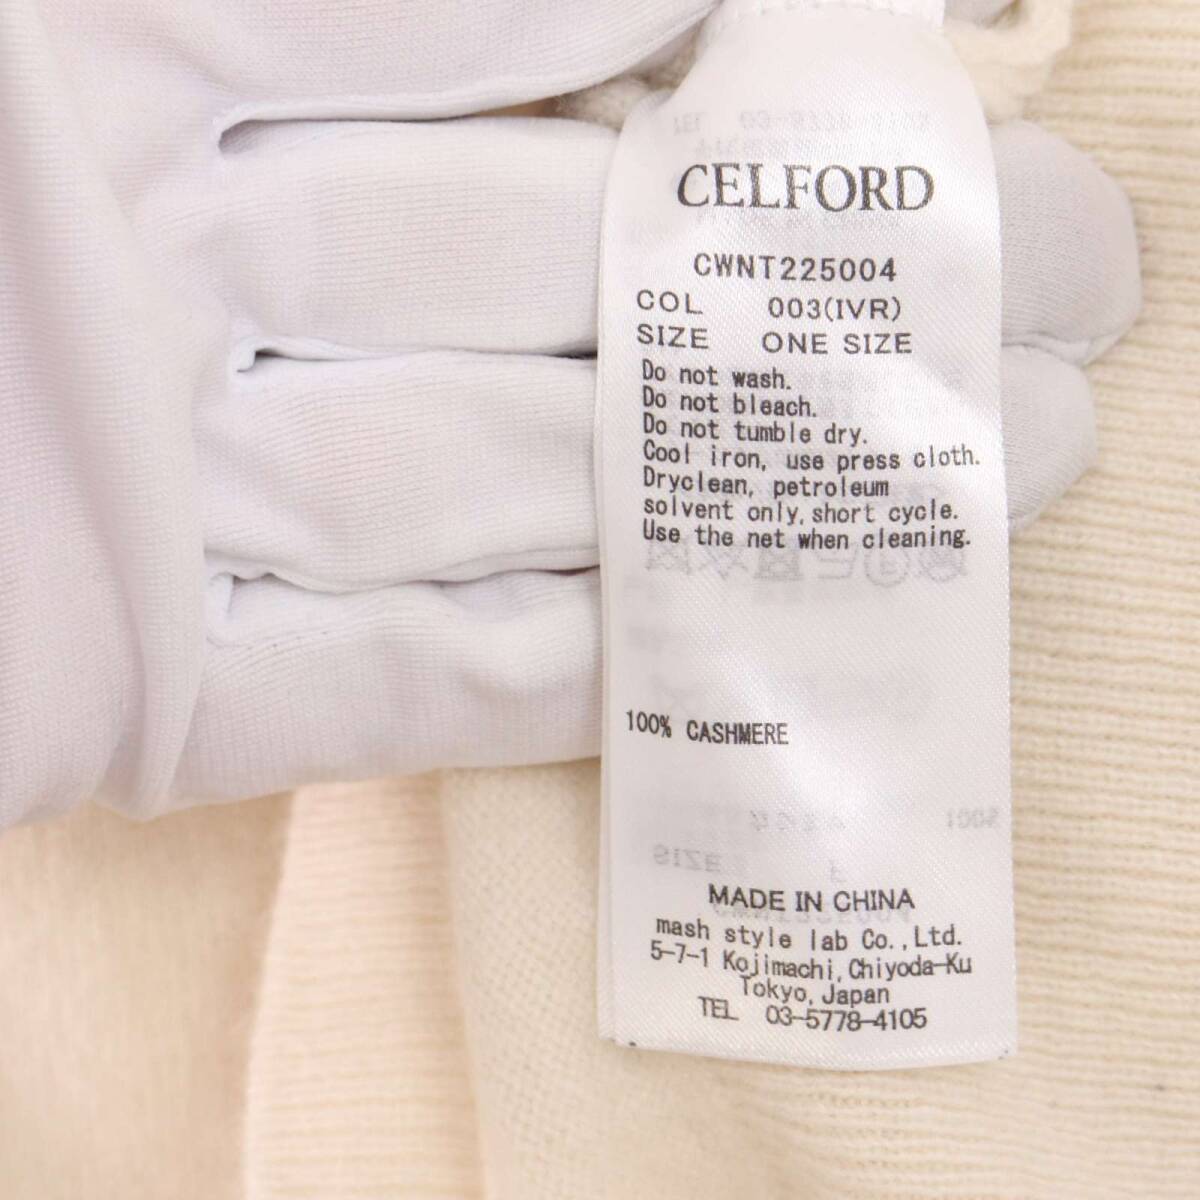 CELFORD
CWNT225004
COL 003(IVR)
SIZE ONE SIZE
Do not wash.
Do not bleach.
Do not tumble dry.
Cool iron, use press cloth.
Dryclean, petroleum
solvent only, short cycle.
Use the net when cleaning.
100% CASHMERE
MADE IN CHINA
mash style lab Co.,Ltd.
5-7-1 Kojimachi, Chiyoda-Ku
Tokyo, Japan
TEL 03-5778-4105